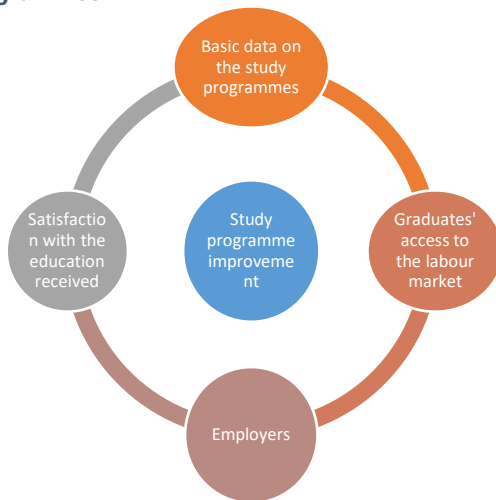 Basic data on
the study
programmes
Satisfactio
n with the
education
received
Study
programme
improveme
nt
Graduates'
access to
the labour
market
Employers